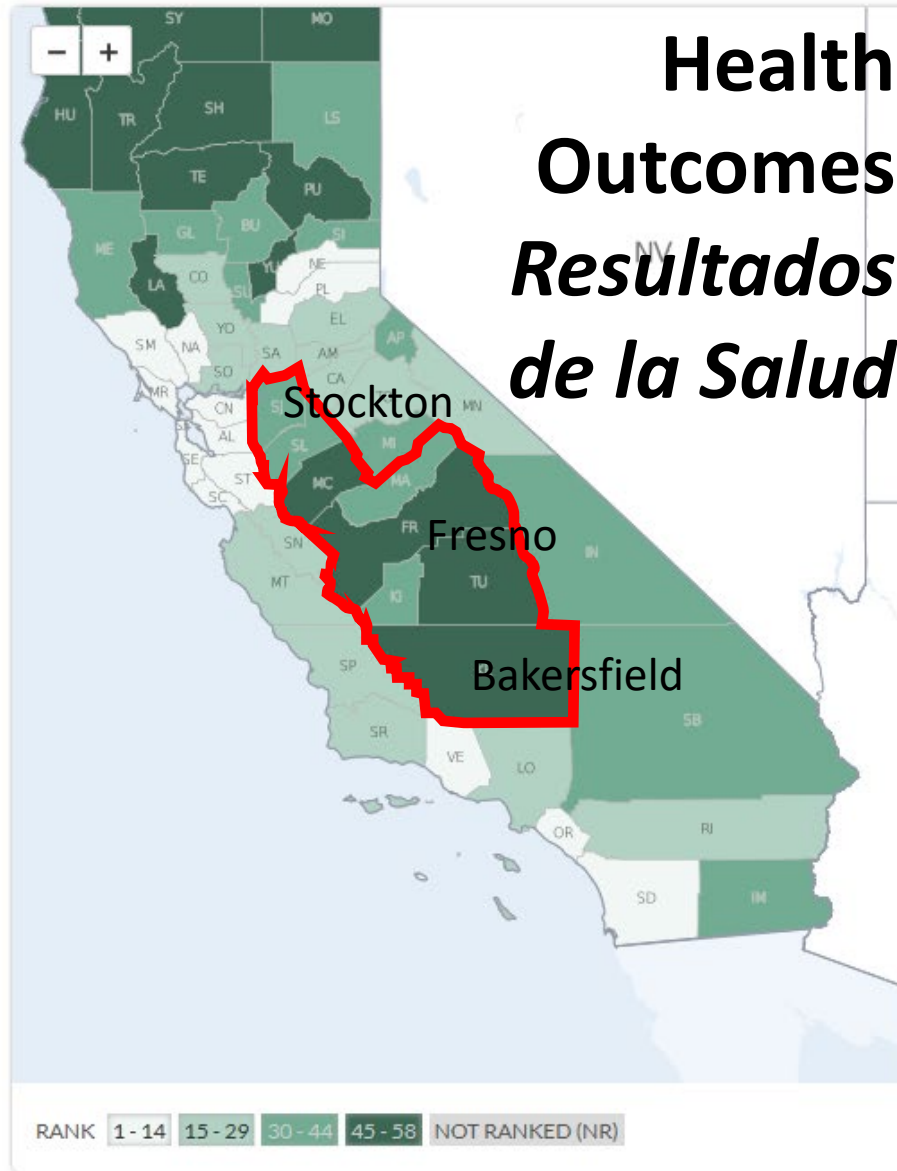 − +
Health
Outcomes
Resultados
de la Salud
NV
SY MO
HU TR SH LS
TE PU
ME GL BU SI
LA CO SU YU NE
PL
YO EL
SM NA SA AM AP
SO CA
MR CN Stockton MN
AL SL MI
SE ST MC MA
SC
SN FR Fresno IN
MT KI TU
SP Bakersfield SB
SR VE LO
OR RI
SD IM
RANK 1 - 14 15 - 29 30 - 44 45 - 58 NOT RANKED (NR)